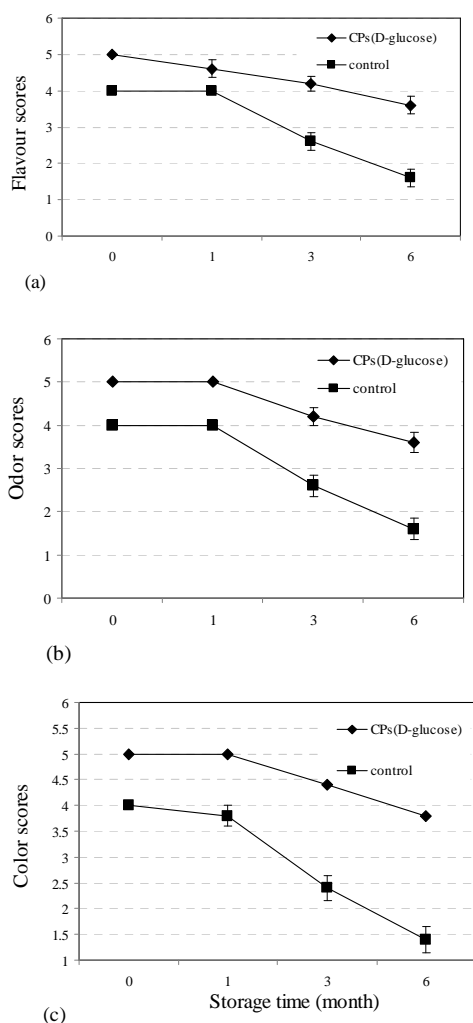 6
5
4
3
2
1
0
Flavour scores
CPs(D-glucose)
control
0 1 3 6
(a)
6
5
4
3
2
1
0
Odor scores
CPs(D-glucose)
control
0 1 3 6
(b)
6
5.5
5
4.5
4
3.5
3
2.5
2
1.5
1
Color scores
CPs(D-glucose)
control
0 1 3 6
(c)
Storage time (month)